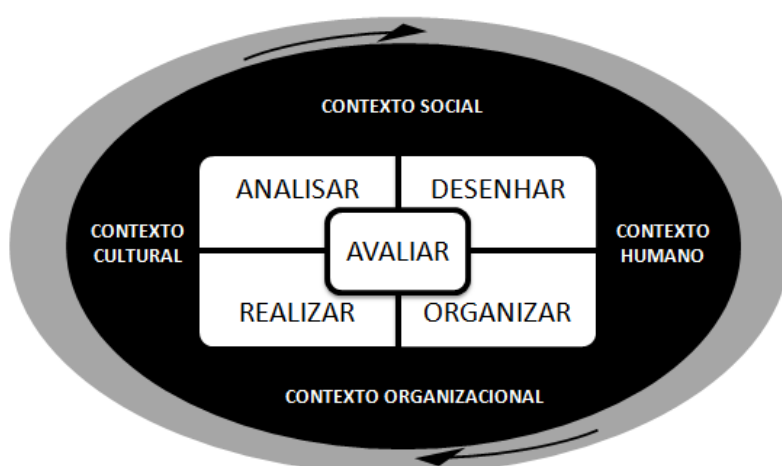 CONTEXTO SOCIAL
ANALISAR
DESENHAR
CONTEXTO
CULTURAL
AVALIAR
CONTEXTO
HUMANO
REALIZAR
ORGANIZAR
CONTEXTO ORGANIZACIONAL